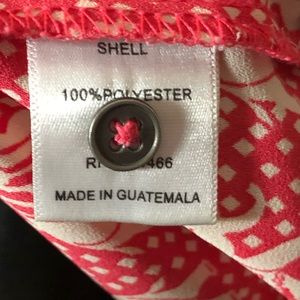 SHELL
100%POLYESTER
466
MADE IN GUATEMALA